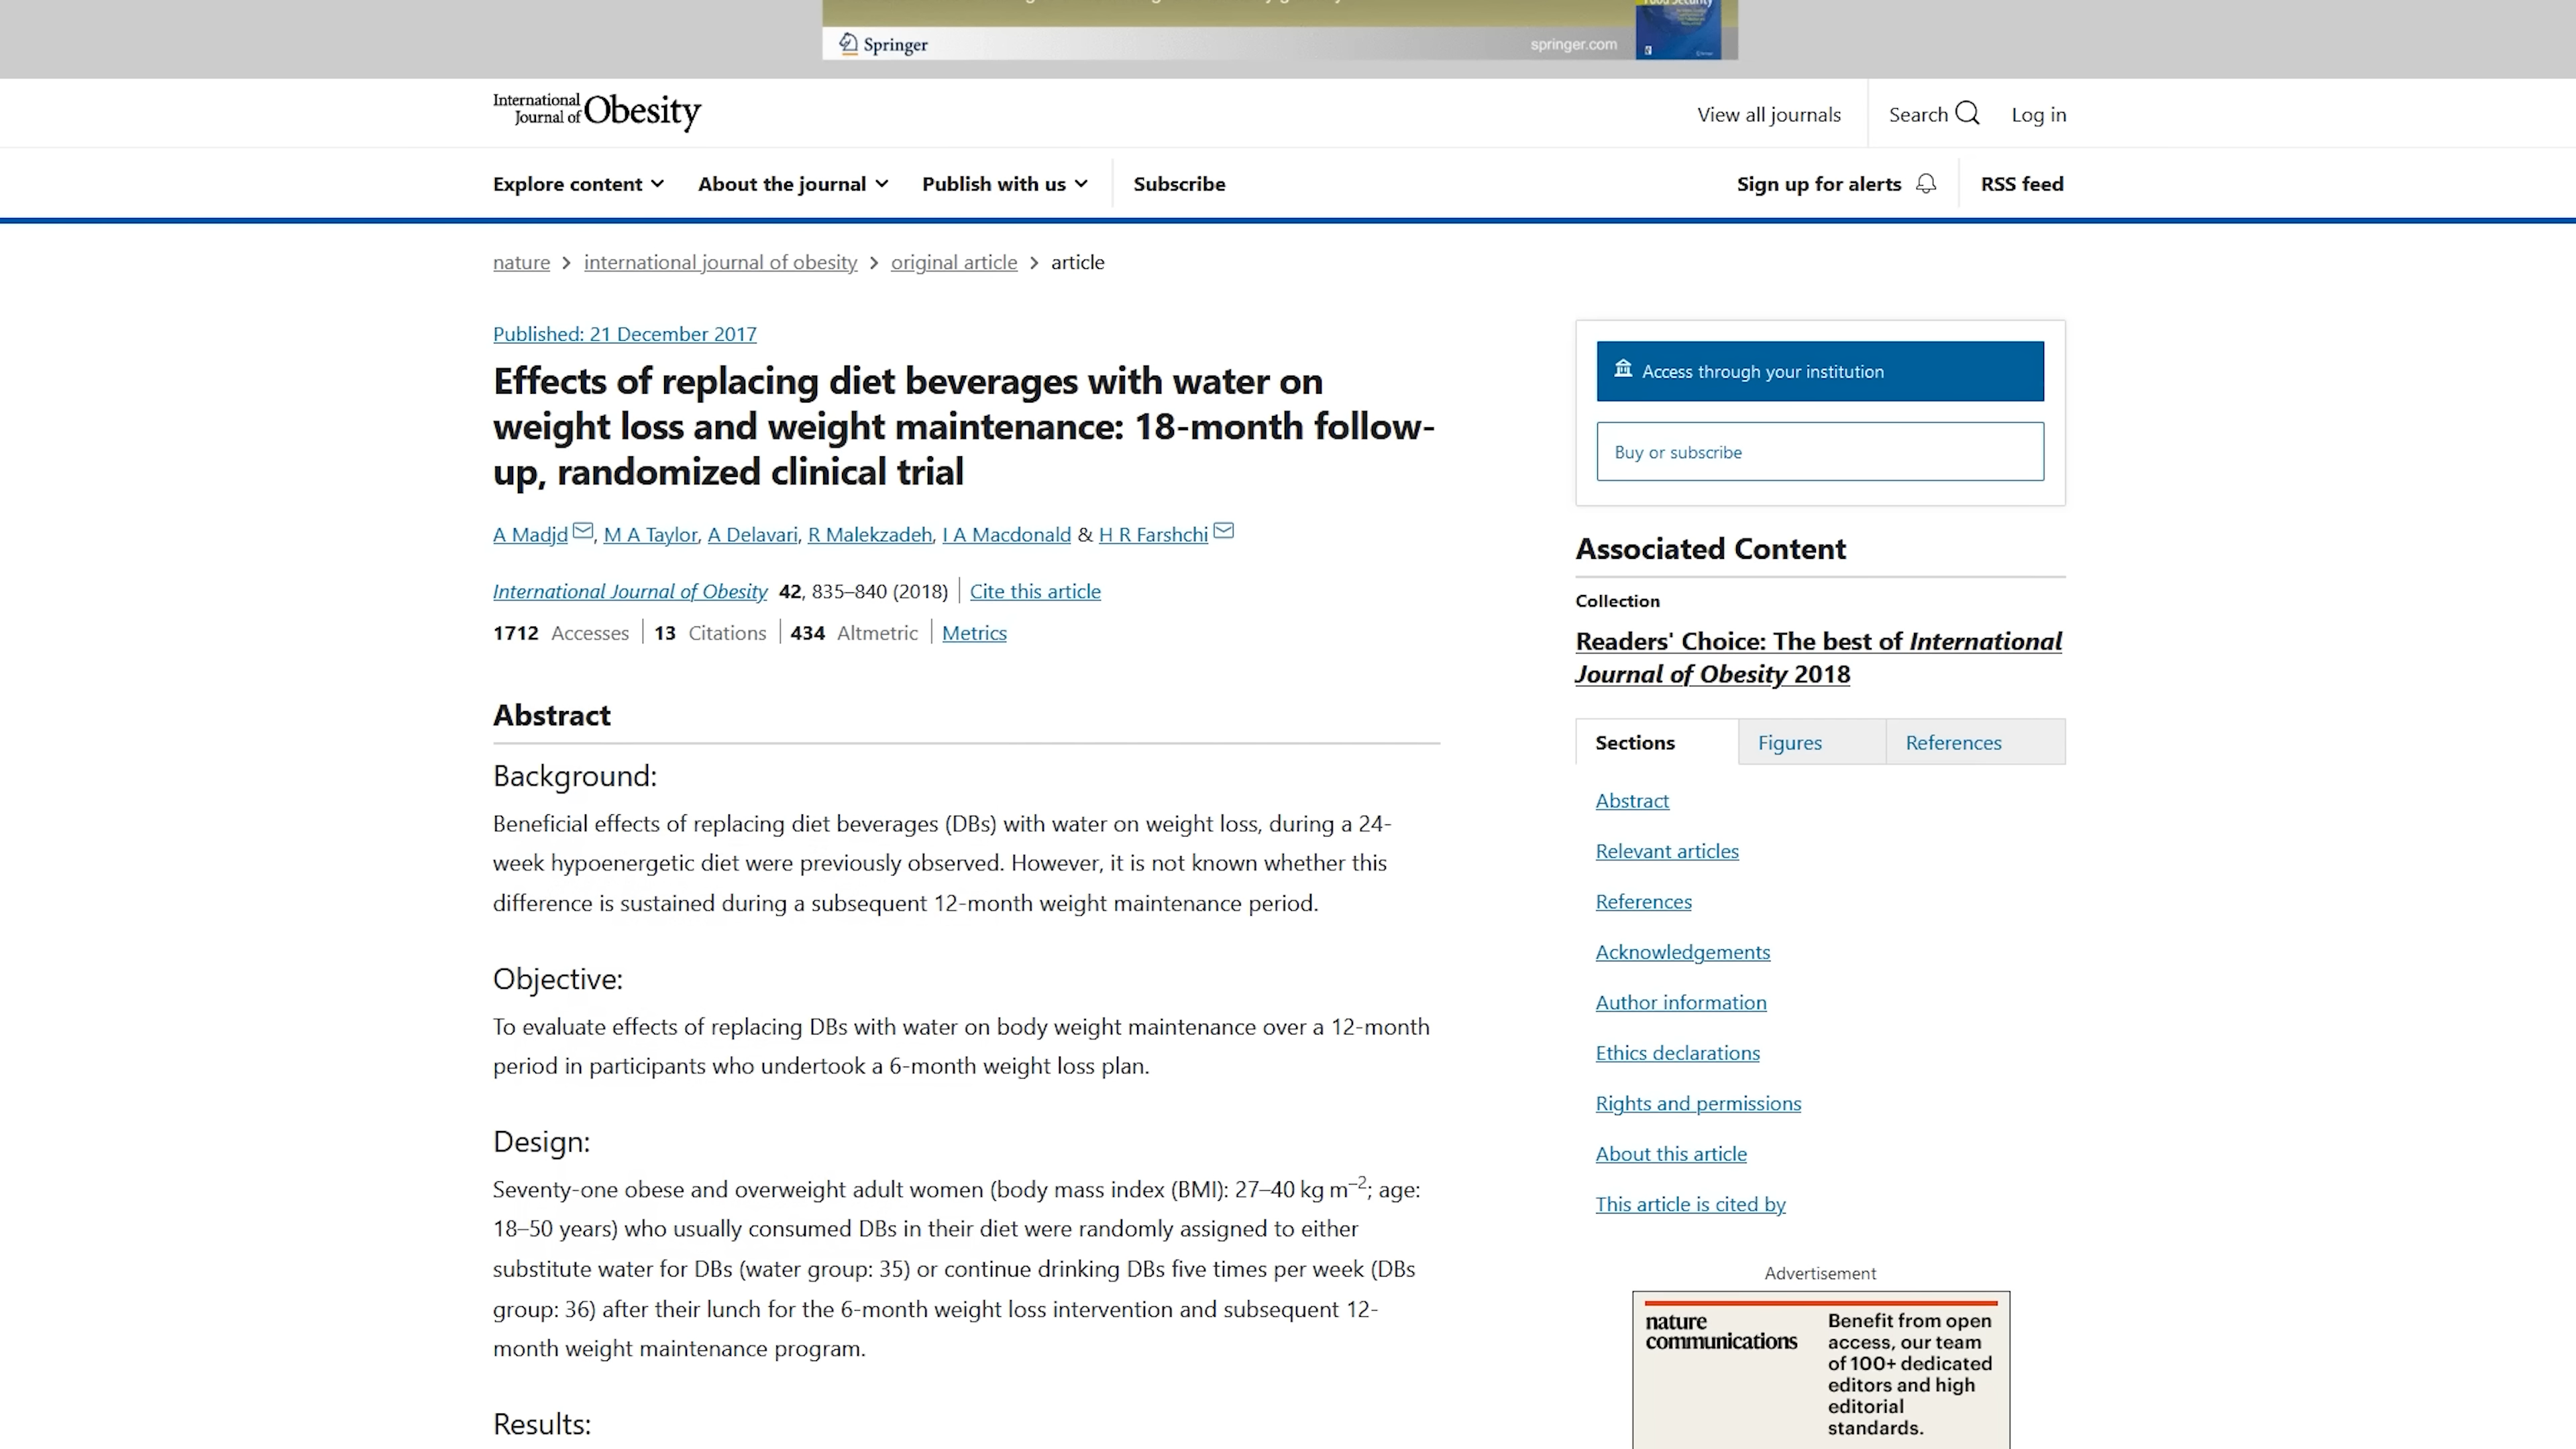 Springer
springer.com
Food Security
International
Journal of Obesity
View all journals
Search
Log in
Explore content
About the journal
Publish with us
Subscribe
Sign up for alerts
RSS feed
nature > international journal of obesity > original article > article
Published: 21 December 2017
Effects of replacing diet beverages with water on
weight loss and weight maintenance: 18-month follow-
up, randomized clinical trial
A Madjd, M A Taylor, A Delavari, R Malekzadeh, I A Macdonald & H R Farshchi
International Journal of Obesity 42, 835–840 (2018) | Cite this article
1712 Accesses | 13 Citations | 434 Altmetric | Metrics
Abstract
Background:
Beneficial effects of replacing diet beverages (DBs) with water on weight loss, during a 24-
week hypoenergetic diet were previously observed. However, it is not known whether this
difference is sustained during a subsequent 12-month weight maintenance period.
Objective:
To evaluate effects of replacing DBs with water on body weight maintenance over a 12-month
period in participants who undertook a 6-month weight loss plan.
Design:
Seventy-one obese and overweight adult women (body mass index (BMI): 27–40 kg m⁻²; age:
18–50 years) who usually consumed DBs in their diet were randomly assigned to either
substitute water for DBs (water group: 35) or continue drinking DBs five times per week (DBs
group: 36) after their lunch for the 6-month weight loss intervention and subsequent 12-
month weight maintenance program.
Results:
Access through your institution
Buy or subscribe
Associated Content
Collection
Readers' Choice: The best of International
Journal of Obesity 2018
Sections
Figures
References
Abstract
Relevant articles
References
Acknowledgements
Author information
Ethics declarations
Rights and permissions
About this article
This article is cited by
Advertisement
nature
communications
Benefit from open
access, our team
of 100+ dedicated
editors and high
editorial
standards.